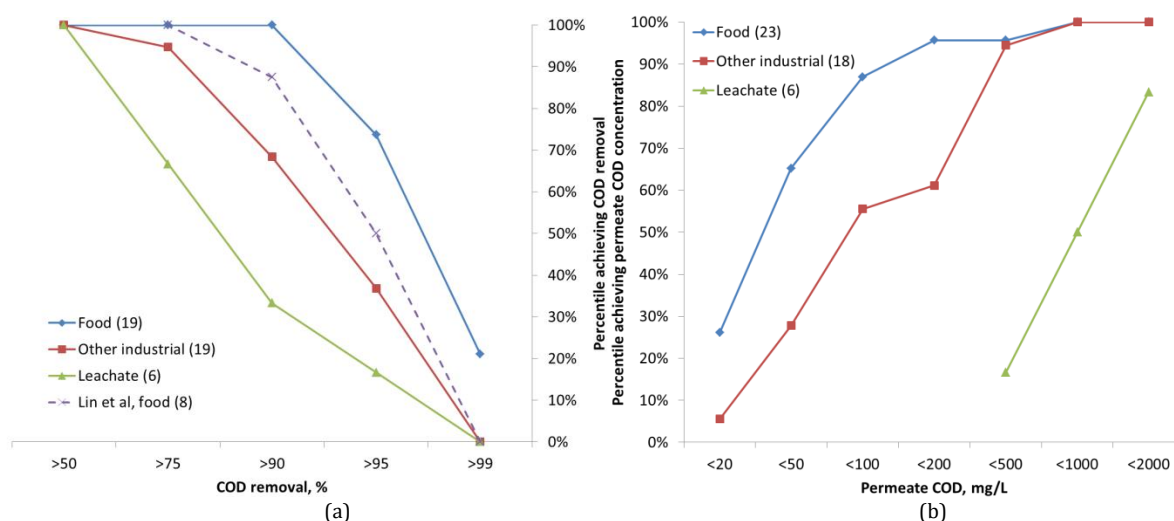 100%
90%
80%
70%
60%
50%
40%
30%
20%
10%
0%
Percentile achieving COD removal
Food (19)
Other industrial (19)
Leachate (6)
Lin et al, food (8)
>50 >75 >90 >95 >99
COD removal, %
(a)
Percentile achieving permeate COD concentration
100%
90%
80%
70%
60%
50%
40%
30%
20%
10%
0%
Food (23)
Other industrial (18)
Leachate (6)
<20 <50 <100 <200 <500 <1000 <2000
Permeate COD, mg/L
(b)